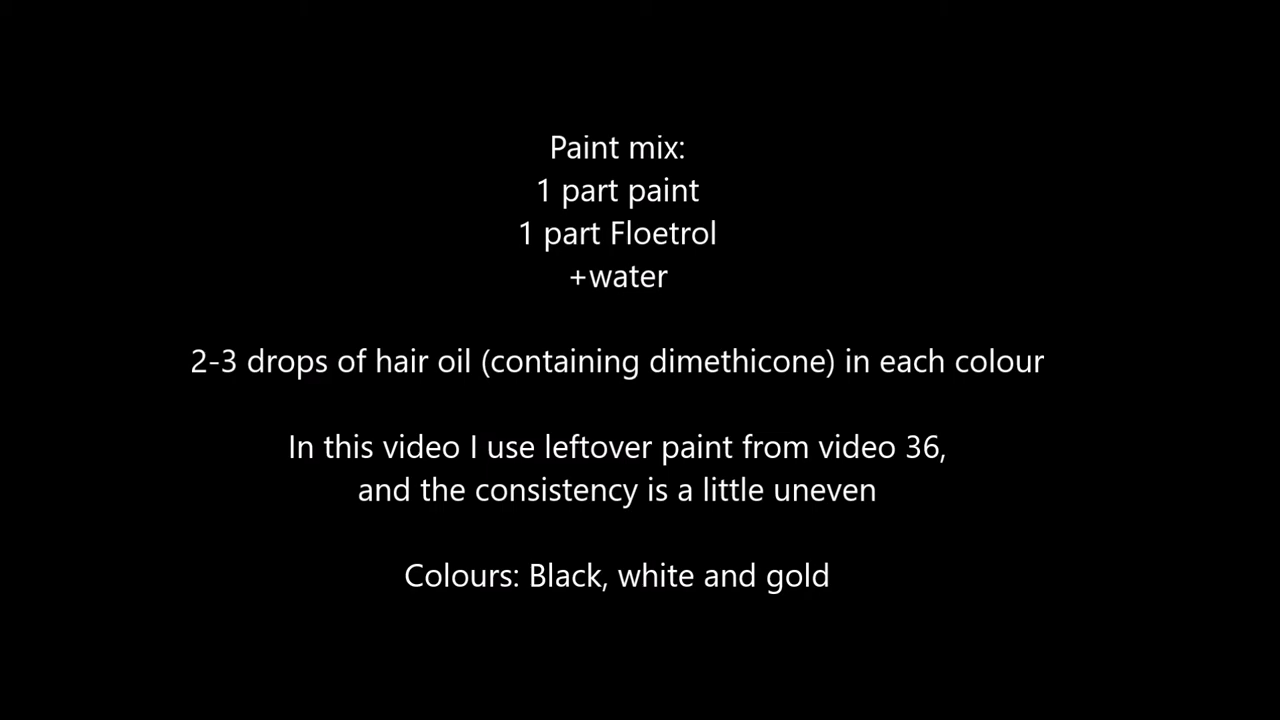 Paint mix:
1 part paint
1 part Floetrol
+water
2-3 drops of hair oil (containing dimethicone) in each colour
In this video I use leftover paint from video 36,
and the consistency is a little uneven
Colours: Black, white and gold